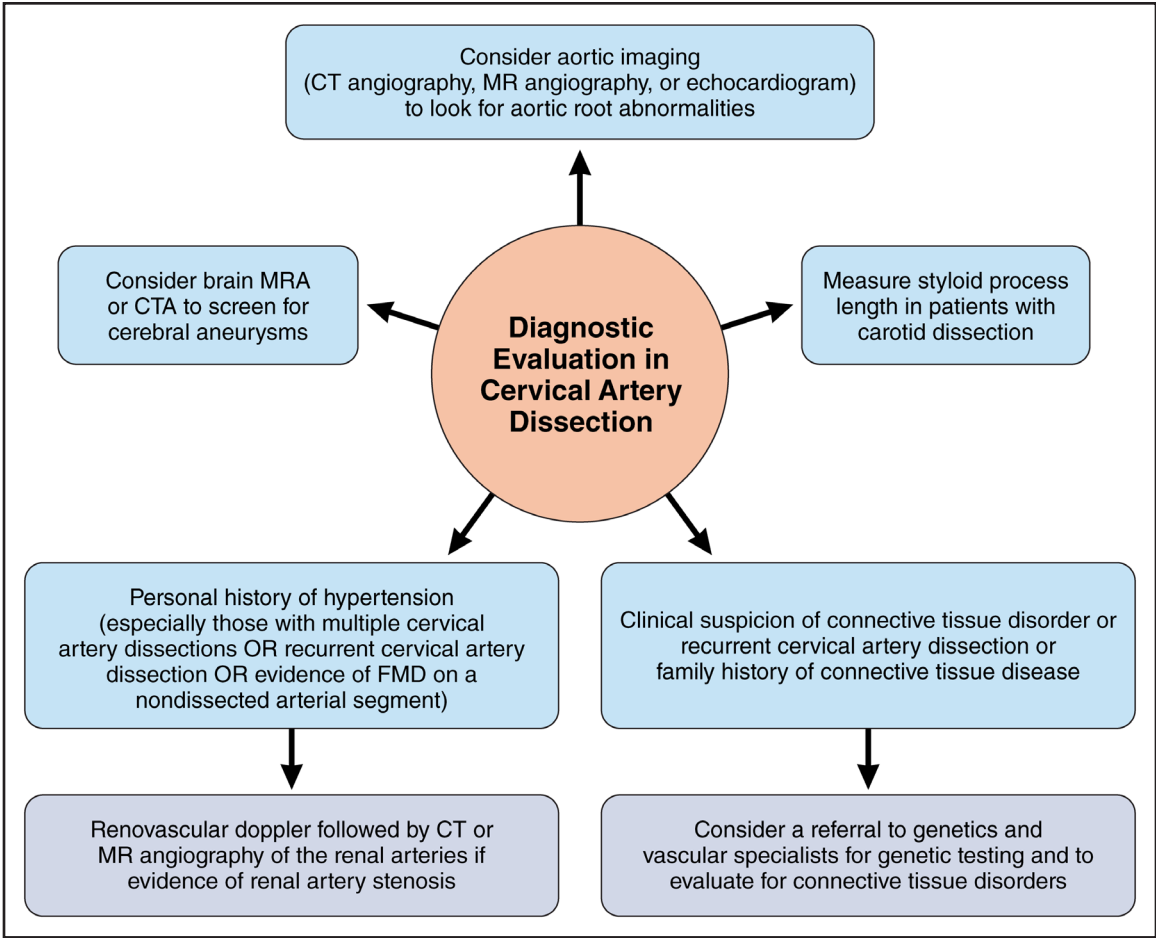 Consider aortic imaging
(CT angiography, MR angiography, or echocardiogram)
to look for aortic root abnormalities
Consider brain MRA
or CTA to screen for
cerebral aneurysms
Measure styloid process
length in patients with
carotid dissection
Diagnostic
Evaluation in
Cervical Artery
Dissection
Personal history of hypertension
(especially those with multiple cervical
artery dissections OR recurrent cervical artery
dissection OR evidence of FMD on a
nondissected arterial segment)
Clinical suspicion of connective tissue disorder or
recurrent cervical artery dissection or
family history of connective tissue disease
Renovascular doppler followed by CT or
MR angiography of the renal arteries if
evidence of renal artery stenosis
Consider a referral to genetics and
vascular specialists for genetic testing and to
evaluate for connective tissue disorders